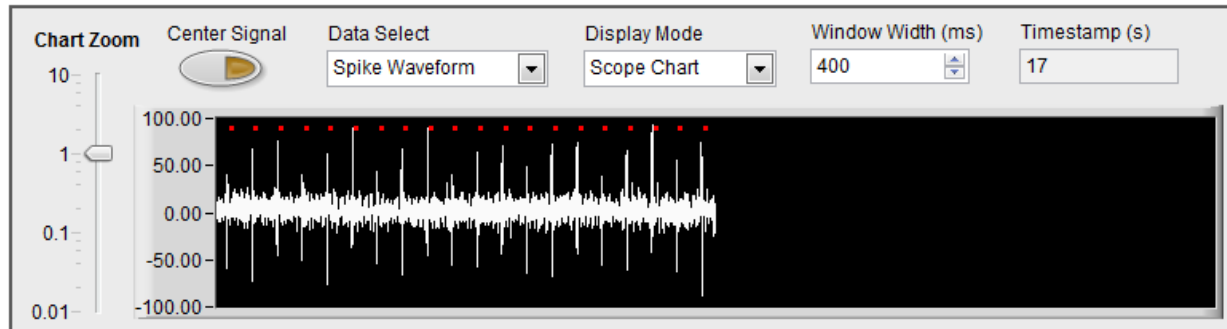 Chart Zoom
Center Signal
Data Select
Display Mode
Window Width (ms)
Timestamp (s)
Spike Waveform
Scope Chart
400
17
10
1
0.1
0.01
100.00
50.00
0.00
-50.00
-100.00